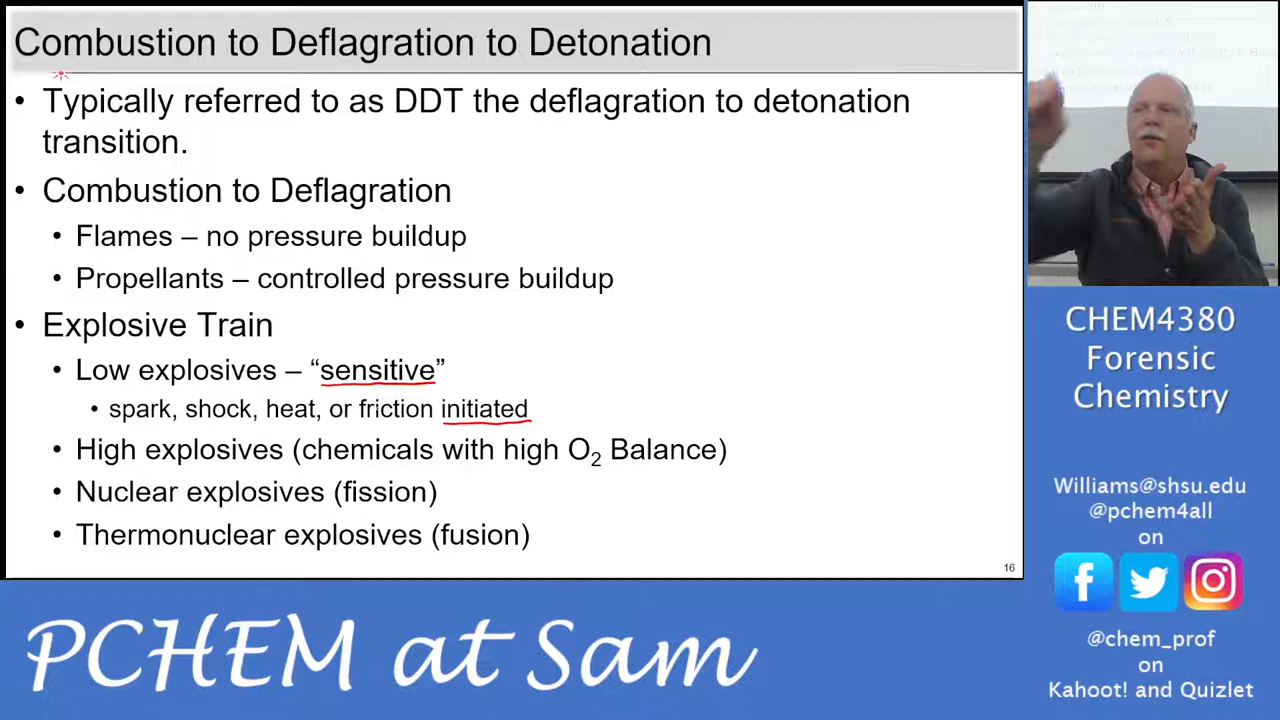 Combustion to Deflagration to Detonation
• Typically referred to as DDT the deflagration to detonation
transition.
• Combustion to Deflagration
• Flames – no pressure buildup
• Propellants – controlled pressure buildup
• Explosive Train
• Low explosives – “sensitive”
• spark, shock, heat, or friction initiated
• High explosives (chemicals with high O₂ Balance)
• Nuclear explosives (fission)
• Thermonuclear explosives (fusion)
16
CHEM4380
Forensic
Chemistry
Williams@shsu.edu
@pchem4all
on
@chem_prof
on
Kahoot! and Quizlet
PCHEM at Sam